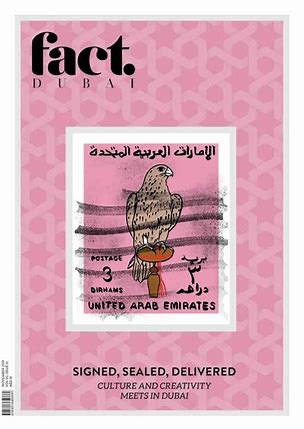 fact.
DUBAI
الإمارات العربية المتحدة
POSTAGE
3
DIRHAMS
بريد
٣
دراهم
UNITED ARAB EMIRATES
SIGNED, SEALED, DELIVERED
CULTURE AND CREATIVITY
MEETS IN DUBAI